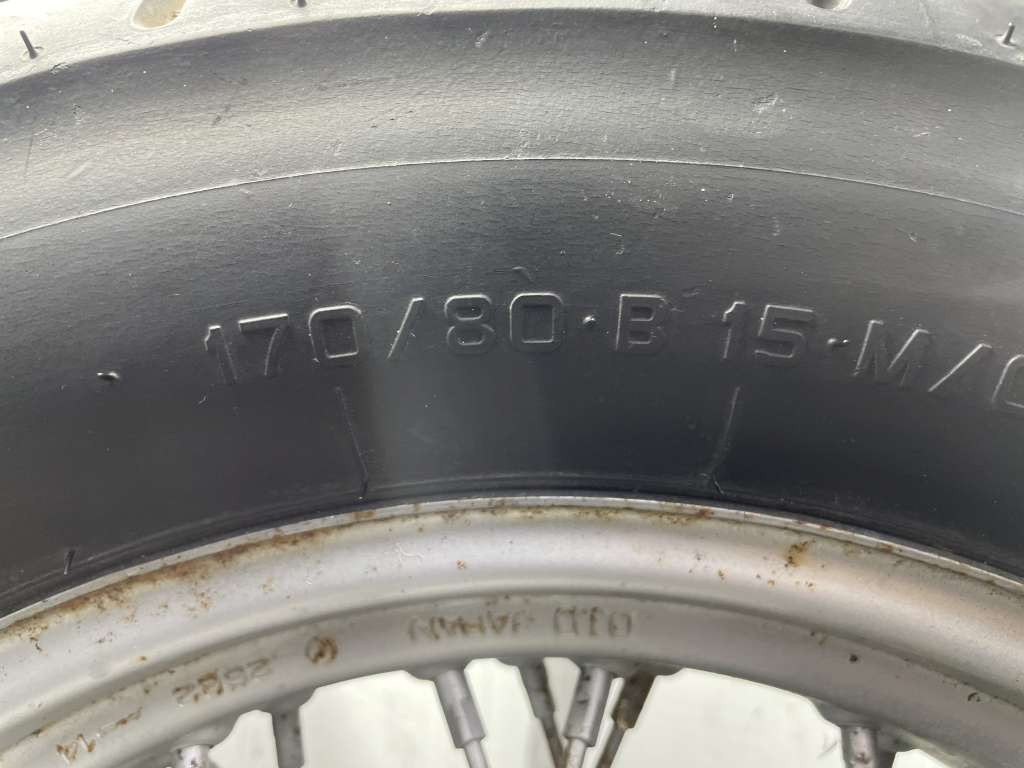 170/80·B 15·M/C
DID JAPAN